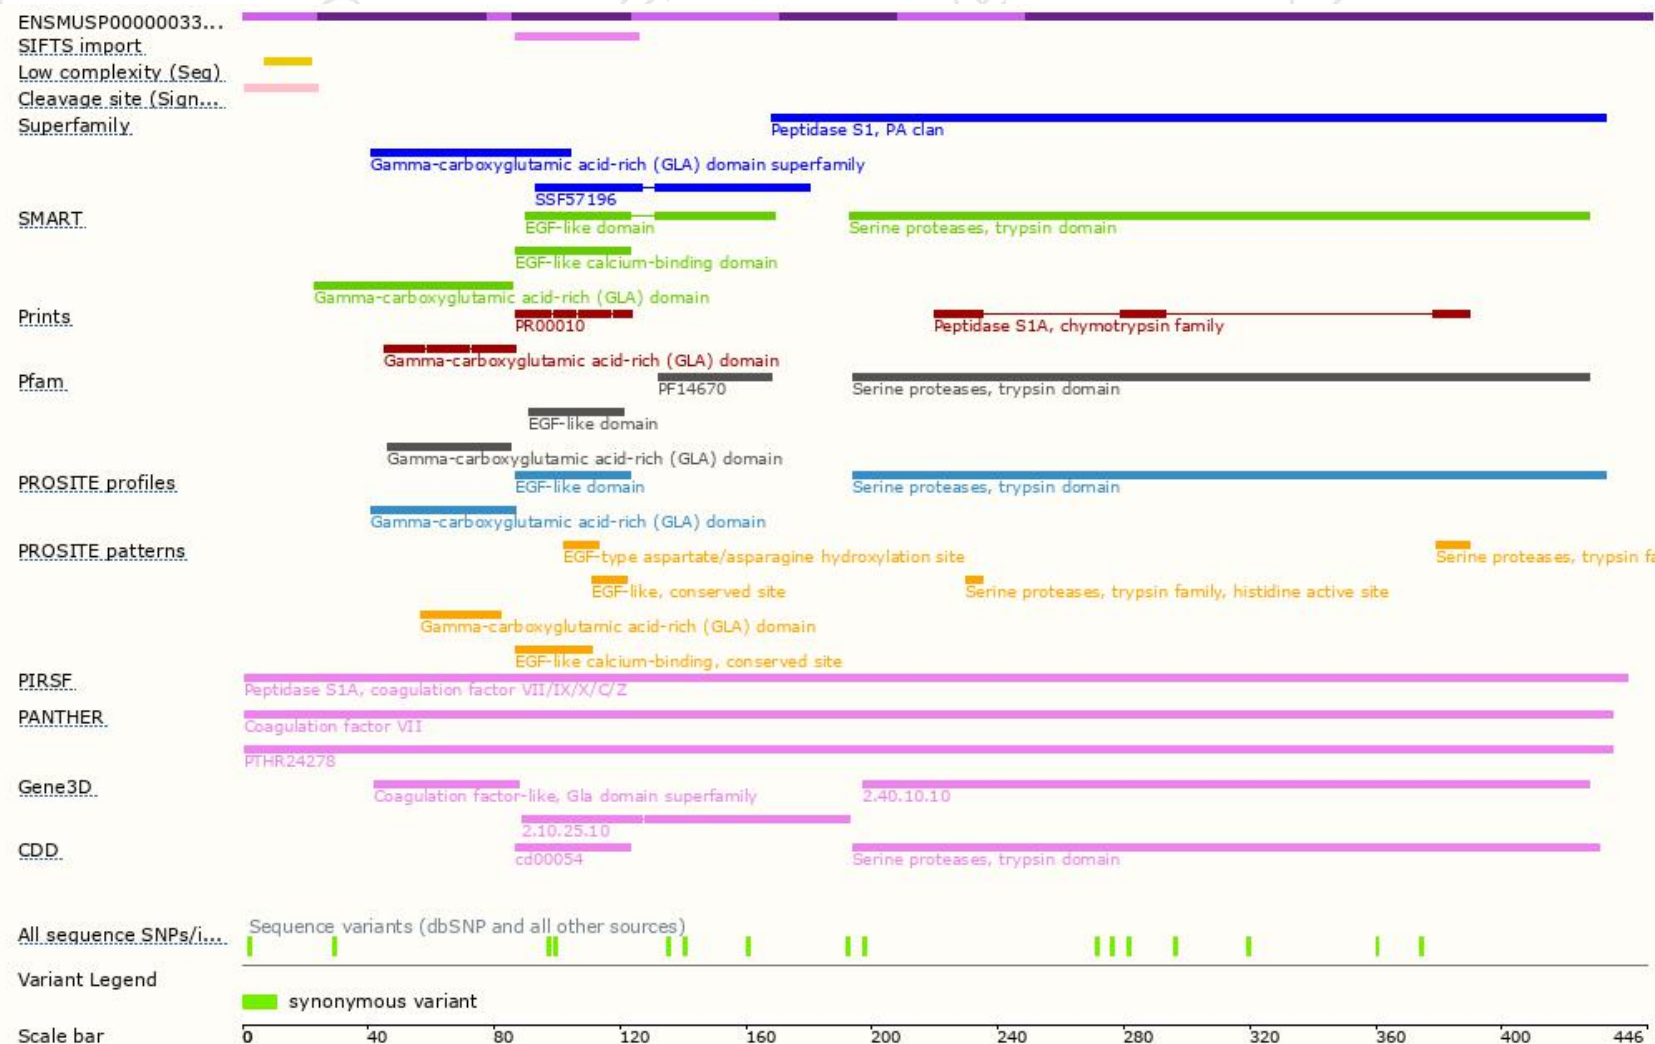 ENSMUSP00000033...
SIFTS import
Low complexity (Seg)
Cleavage site (Sign...
Superfamily
Peptidase S1, PA clan
Gamma-carboxyglutamic acid-rich (GLA) domain superfamily
SSF57196
SMART
EGF-like domain
Serine proteases, trypsin domain
EGF-like calcium-binding domain
Gamma-carboxyglutamic acid-rich (GLA) domain
Prints
PR00010
Peptidase S1A, chymotrypsin family
Gamma-carboxyglutamic acid-rich (GLA) domain
Pfam
PF14670
Serine proteases, trypsin domain
EGF-like domain
Gamma-carboxyglutamic acid-rich (GLA) domain
PROSITE profiles
EGF-like domain
Serine proteases, trypsin domain
Gamma-carboxyglutamic acid-rich (GLA) domain
PROSITE patterns
EGF-type aspartate/asparagine hydroxylation site
Serine proteases, trypsin fa
EGF-like, conserved site
Serine proteases, trypsin family, histidine active site
Gamma-carboxyglutamic acid-rich (GLA) domain
EGF-like calcium-binding, conserved site
PIRSF
Peptidase S1A, coagulation factor VII/IX/X/C/Z
PANTHER
Coagulation factor VII
PTHR24278
Gene3D
Coagulation factor-like, Gla domain superfamily
2.40.10.10
2.10.25.10
CDD
cd00054
Serine proteases, trypsin domain
Sequence variants (dbSNP and all other sources)
All sequence SNPs/i...
Variant Legend
synonymous variant
Scale bar
0 40 80 120 160 200 240 280 320 360 400 446